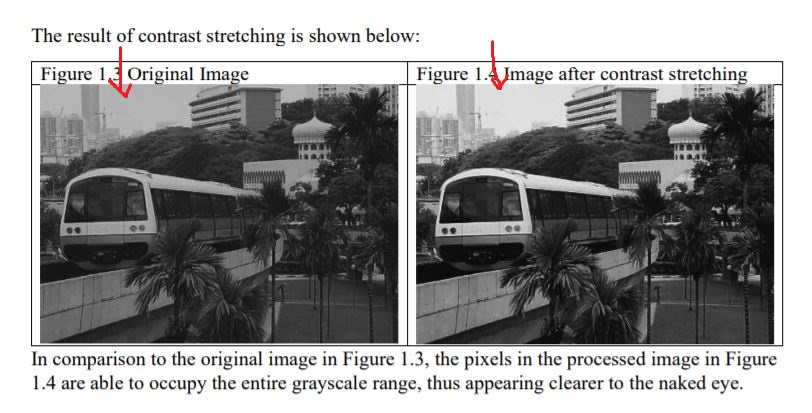 The result of contrast stretching is shown below:
Figure 1.3 Original Image
Figure 1.4 Image after contrast stretching
In comparison to the original image in Figure 1.3, the pixels in the processed image in Figure
1.4 are able to occupy the entire grayscale range, thus appearing clearer to the naked eye.